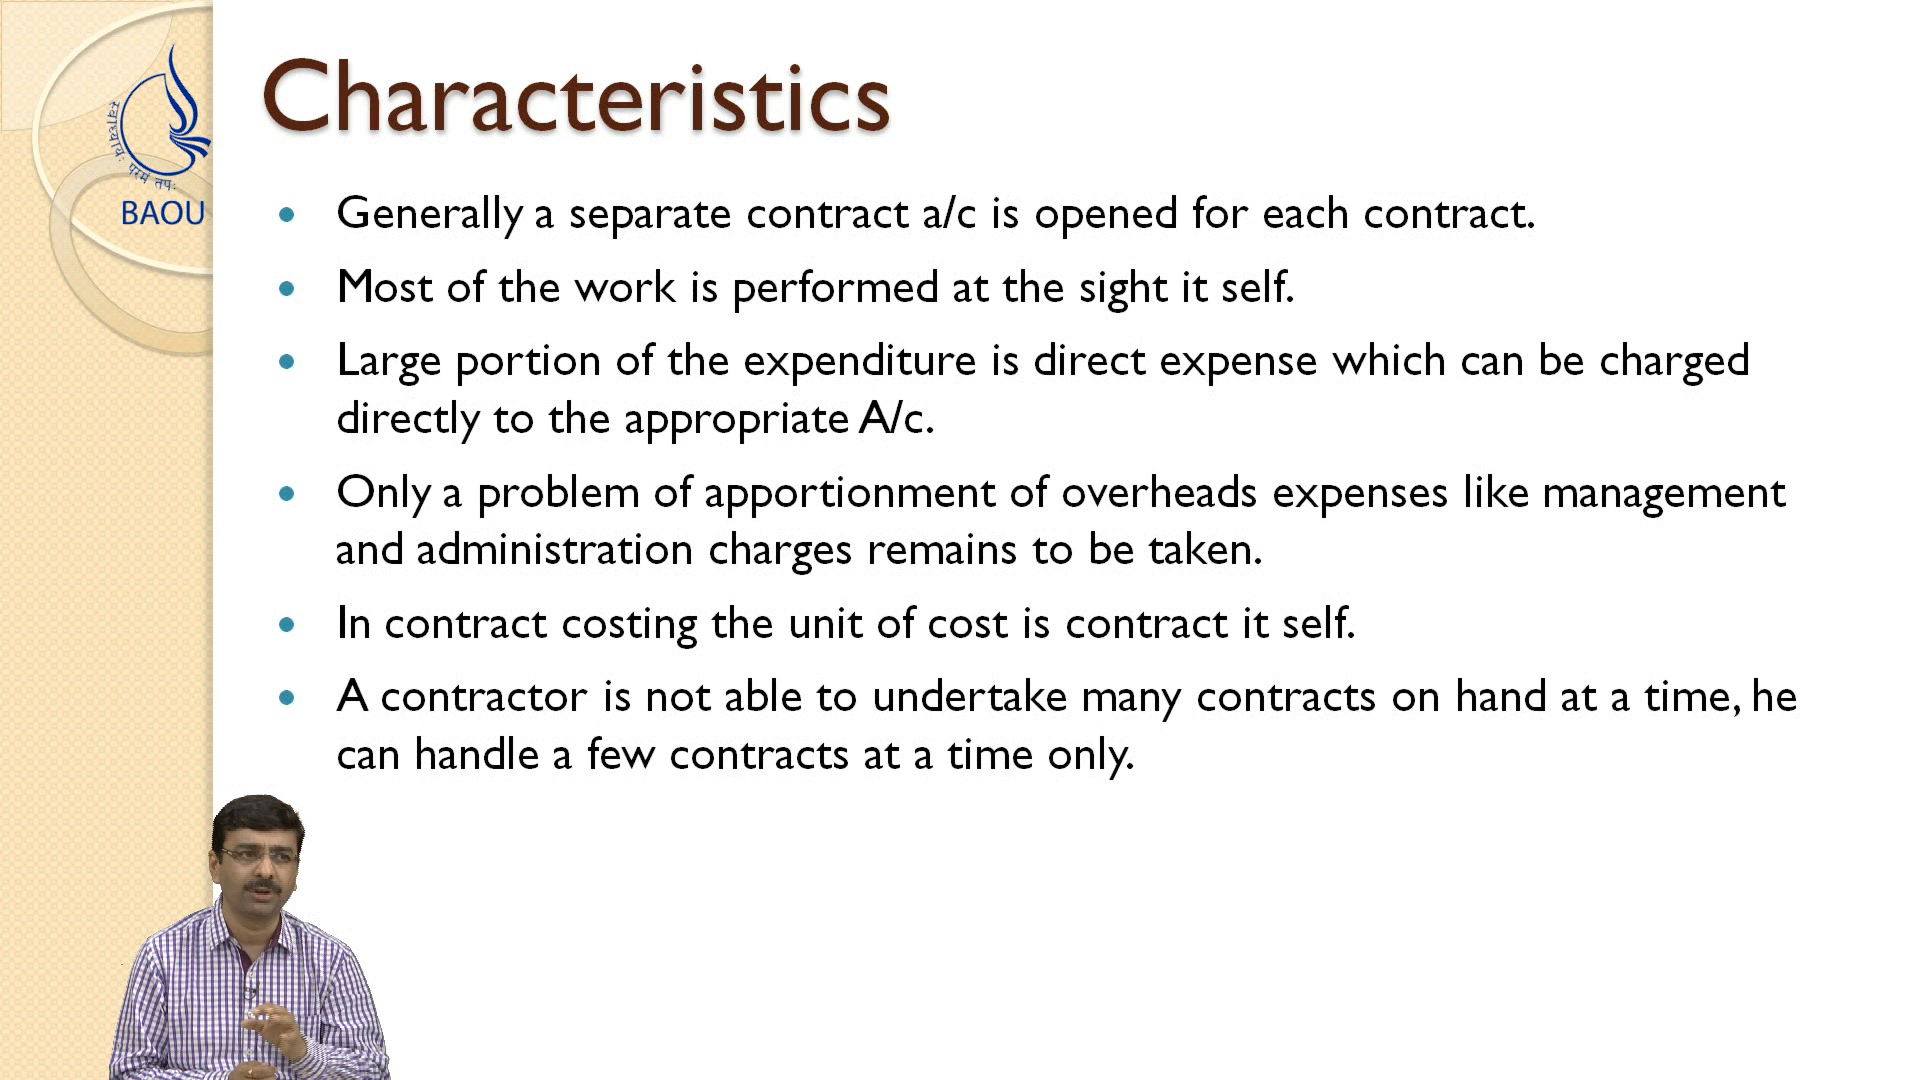 स्वाध्यायः परमं तपः
BAOU
Characteristics
Generally a separate contract a/c is opened for each contract.
Most of the work is performed at the sight it self.
Large portion of the expenditure is direct expense which can be charged
directly to the appropriate A/c.
Only a problem of apportionment of overheads expenses like management
and administration charges remains to be taken.
In contract costing the unit of cost is contract it self.
A contractor is not able to undertake many contracts on hand at a time, he
can handle a few contracts at a time only.